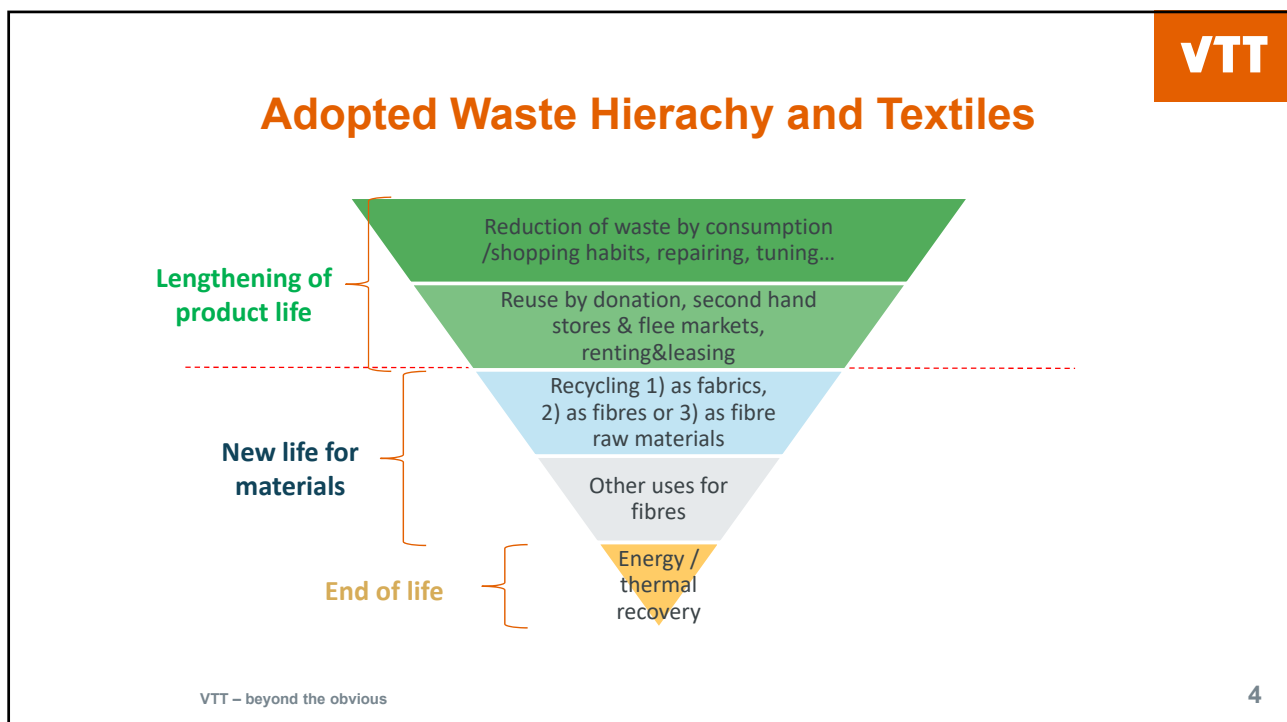 VTT
Adopted Waste Hierachy and Textiles
Reduction of waste by consumption
/shopping habits, repairing, tuning…
Lengthening of
product life
Reuse by donation, second hand
stores & flee markets,
renting&leasing
Recycling 1) as fabrics,
2) as fibres or 3) as fibre
raw materials
New life for
materials
Other uses for
fibres
Energy /
thermal
recovery
End of life
VTT – beyond the obvious
4